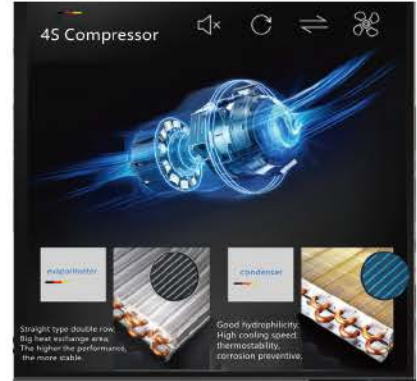 4S Compressor
evaporimeter
condenser
Straight type double row,
Big heat exchange area,
The higher the performance,
the more stable.
Good hydrophilicity,
High cooling speed,
thermostability,
corrosion preventive.